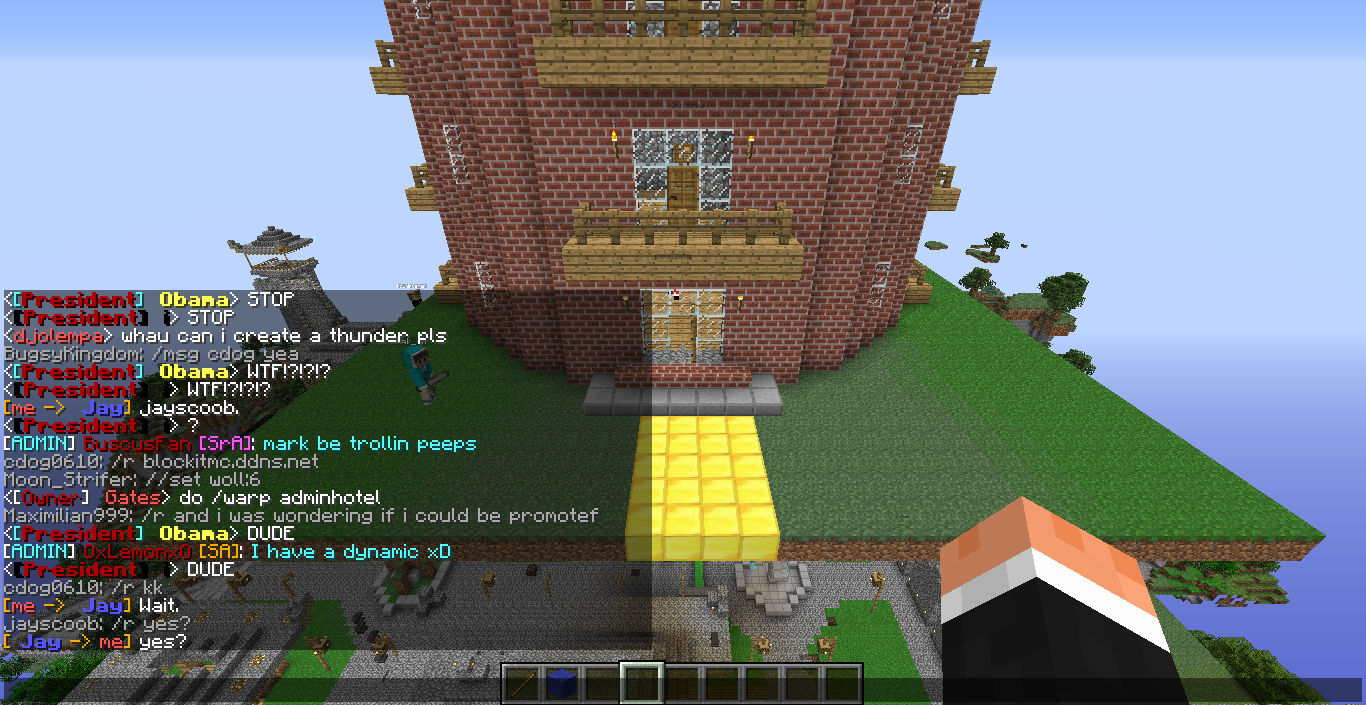 <[President] Obama> STOP
<[President] i> STOP
<djolempa> whau can i create a thunder pls
BugsyKingdom: /msg cdog yea
<[President] Obama> WTF!?!?!?
<[President] > WTF!?!?!?
[me -> Jay] jayscoob.
<[President] > ?
[ADMIN] BuscusFan [SrA]: mark be trollin peeps
cdog0610: /r blockitmc.ddns.net
Moon_Strifer: //set woll:6
<[Owner] Gates> do /warp adminhotel
Maximilian999: /r and i was wondering if i could be promotef
<[President] Obama> DUDE
[ADMIN] 0xLemonx0 [SA]: I have a dynamic xD
<[President] > DUDE
cdog0610: /r kk
[me -> Jay] Wait.
jayscoob: /r yes?
[ Jay -> me] yes?